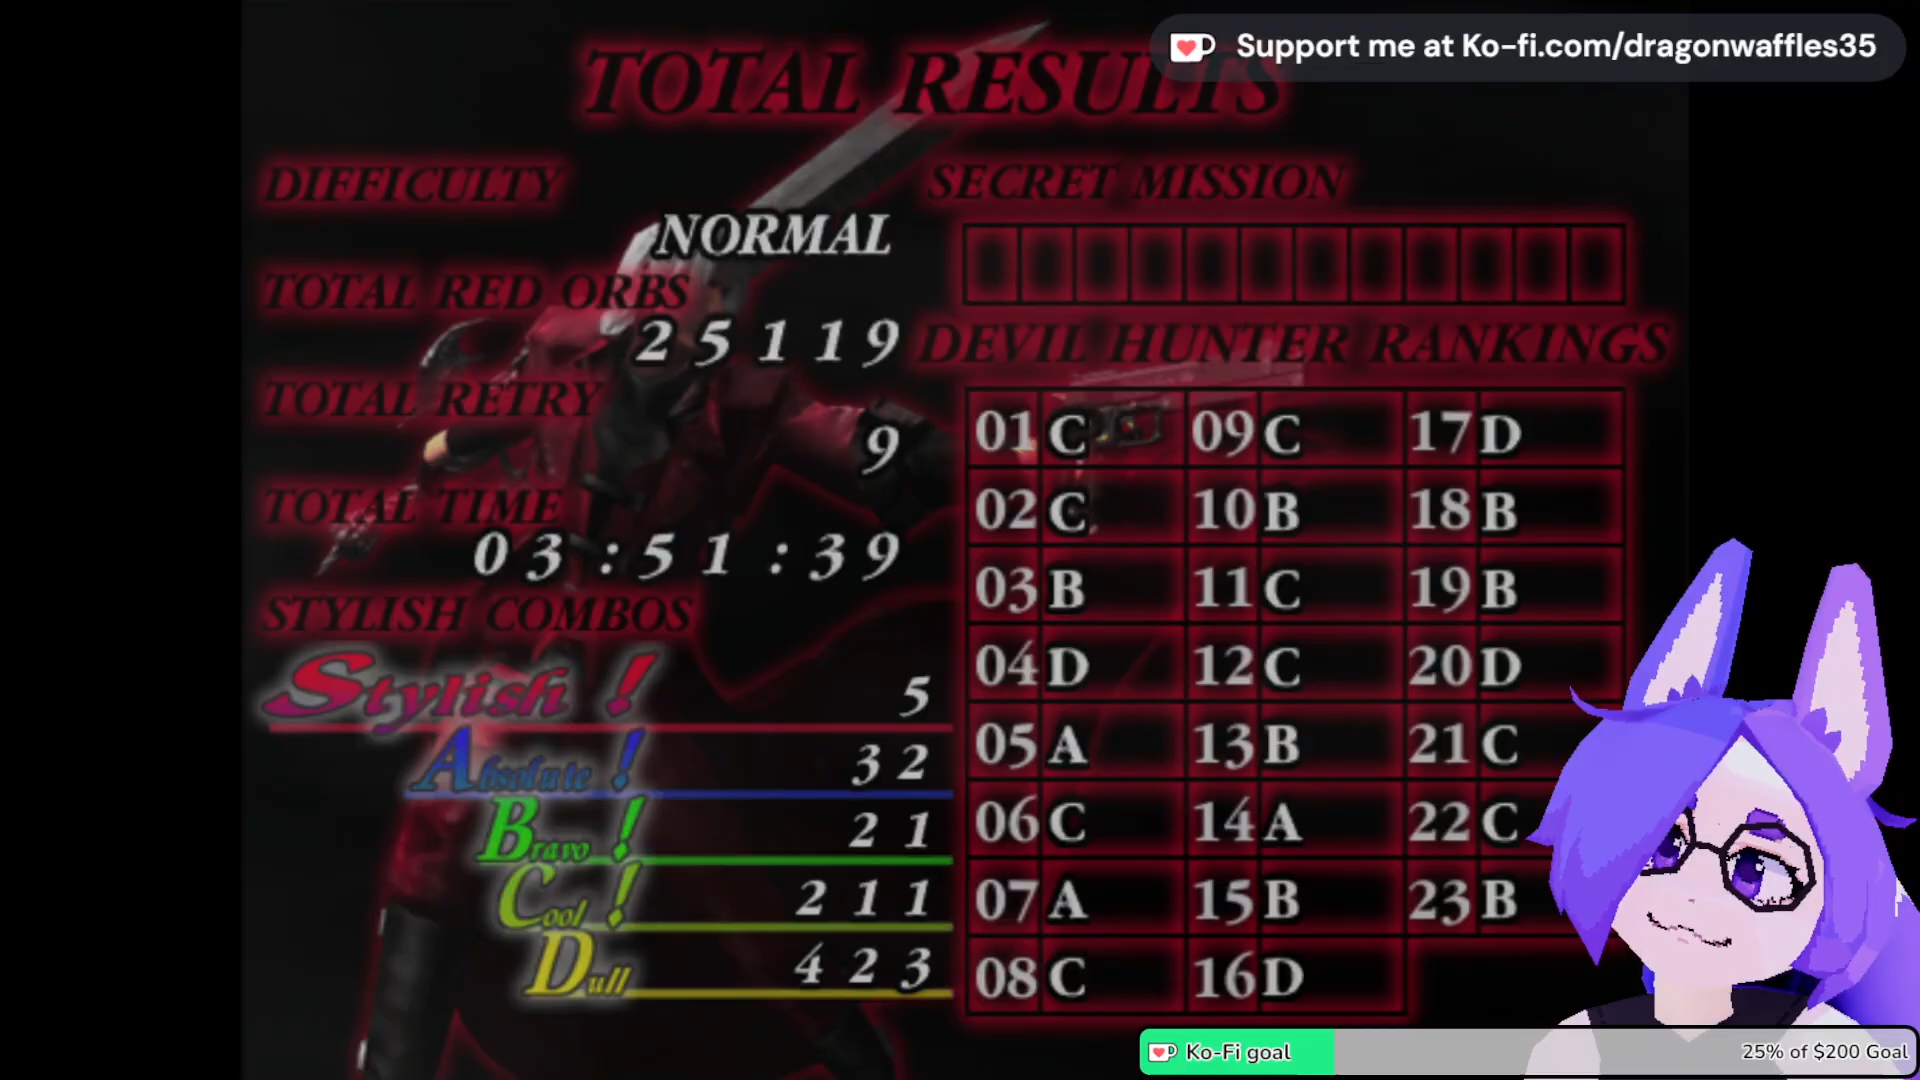 Support me at Ko-fi.com/dragonwaffles35
TOTAL RESULTS
DIFFICULTY
NORMAL
TOTAL RED ORBS
25119
TOTAL RETRY
9
TOTAL TIME
03:51:39
STYLISH COMBOS
Stylish! 5
Absolute! 32
Bravo! 21
Cool! 211
Dull 423
SECRET MISSION
DEVIL HUNTER RANKINGS
01 C 09 C 17 D
02 C 10 B 18 B
03 B 11 C 19 B
04 D 12 C 20 D
05 A 13 B 21 C
06 C 14 A 22 C
07 A 15 B 23 B
08 C 16 D
Ko-Fi goal 25% of $200 Goal